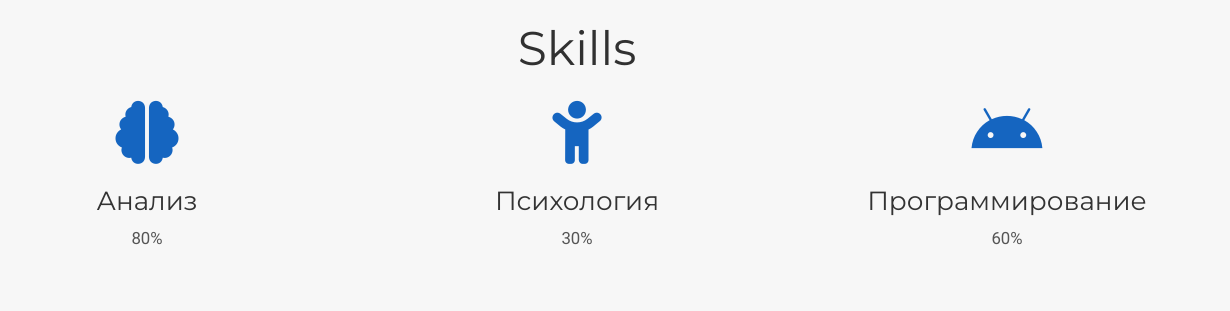 Skills
Анализ
Психология
Программирование
80%
30%
60%